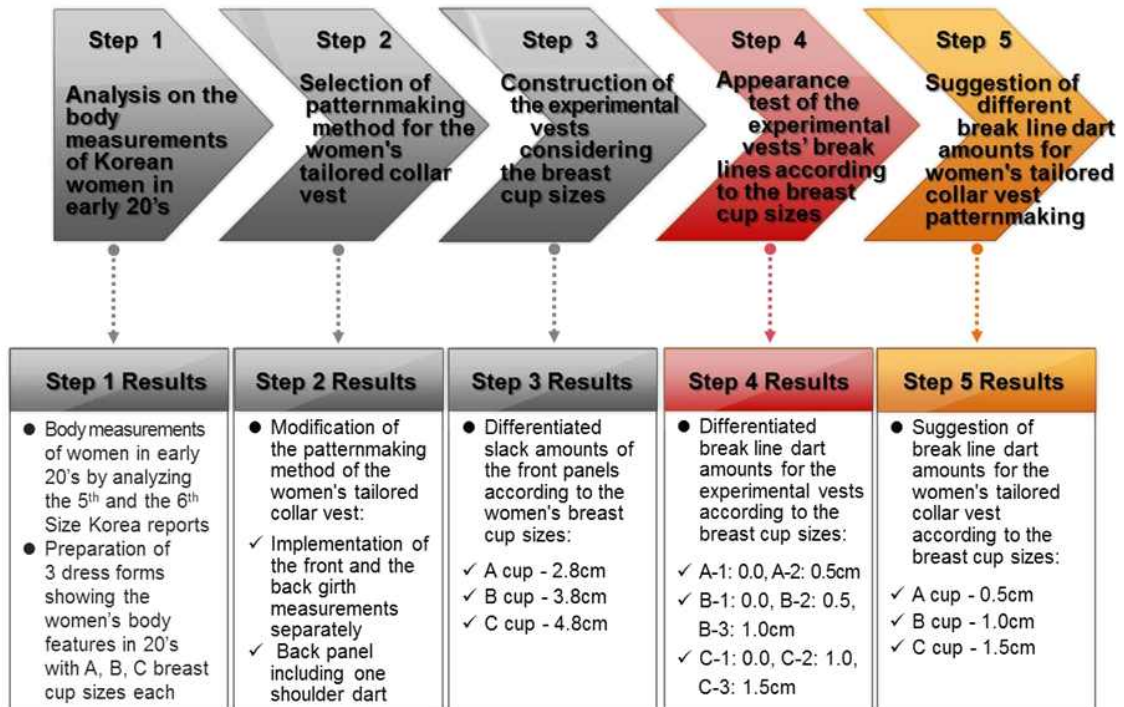 Step 1
Analysis on the
body
measurements
of Korean
women in
early 20's
Step 2
Selection of
patternmaking
method for the
women's
tailored collar
vest
Step 3
Construction of
the experimental
vests
considering
the breast
cup sizes
Step 4
Appearance
test of the
experimental
vests' break
lines according
to the breast
cup sizes
Step 5
Suggestion of
different
break line dart
amounts for
women's tailored
collar vest
patternmaking
Step 1 Results
● Body measurements
of women in early
20's by analyzing
the 5th and the 6th
Size Korea reports
● Preparation of
3 dress forms
showing the
women's body
features in 20's
with A, B, C breast
cup sizes each
Step 2 Results
● Modification of
the patternmaking
method of the
women's tailored
collar vest:
✓ Implementation of
the front and the
back girth
measurements
separately
✓ Back panel
including one
shoulder dart
Step 3 Results
● Differentiated
slack amounts of
the front panels
according to the
women's breast
cup sizes:
✓ A cup - 2.8cm
✓ B cup - 3.8cm
✓ C cup - 4.8cm
Step 4 Results
● Differentiated
break line dart
amounts for the
experimental vests
according to the
breast cup sizes:
✓ A-1: 0.0, A-2: 0.5cm
✓ B-1: 0.0, B-2: 0.5,
B-3: 1.0cm
✓ C-1: 0.0, C-2: 1.0,
C-3: 1.5cm
Step 5 Results
● Suggestion of
break line dart
amounts for the
women's tailored
collar vest
according to the
breast cup sizes:
✓ A cup - 0.5cm
✓ B cup - 1.0cm
✓ C cup - 1.5cm